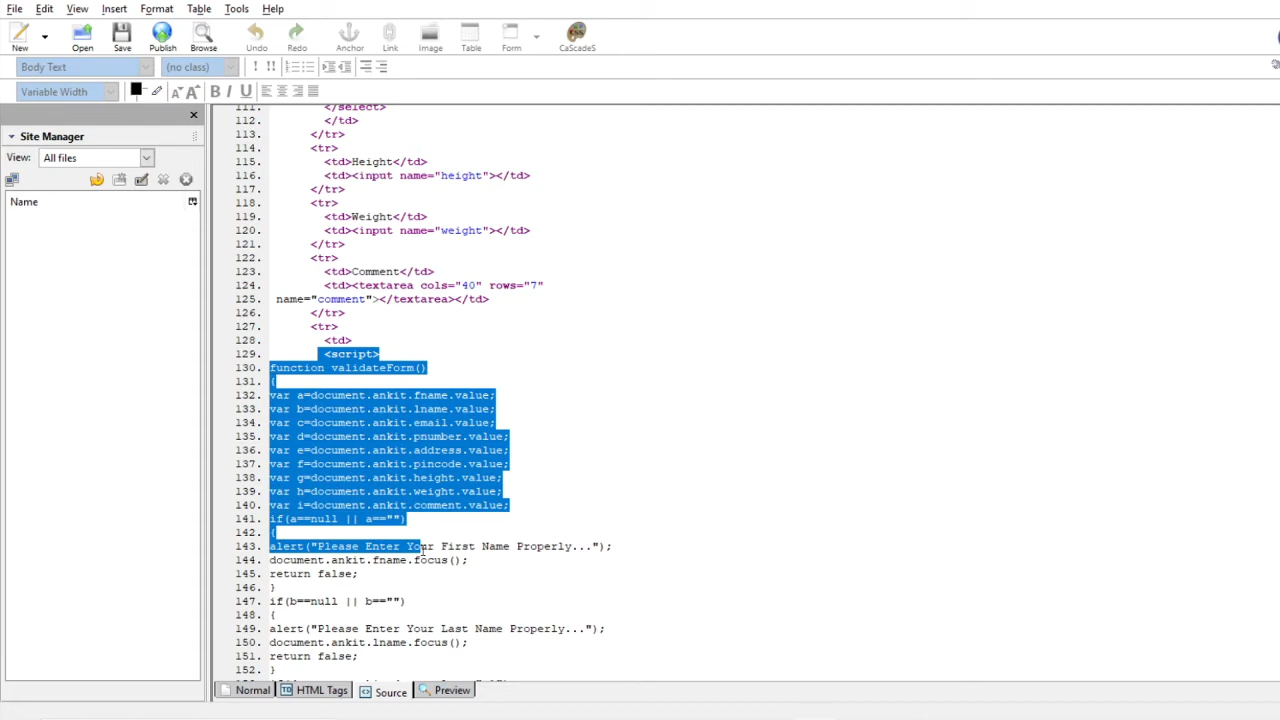 File Edit View Insert Format Table Tools Help
New Open Save Publish Browse Undo Redo Anchor Link Image Table Form CaScadeS
Body Text (no class) ! !!
Variable Width B I U
Site Manager
View: All files
Name
111. </select>
112. </td>
113. </tr>
114. <tr>
115. <td>Height</td>
116. <td><input name="height"></td>
117. </tr>
118. <tr>
119. <td>Weight</td>
120. <td><input name="weight"></td>
121. </tr>
122. <tr>
123. <td>Comment</td>
124. <td><textarea cols="40" rows="7"
125. name="comment"></textarea></td>
126. </tr>
127. <tr>
128. <td>
129. <script>
130. function validateForm()
131. {
132. var a=document.ankit.fname.value;
133. var b=document.ankit.lname.value;
134. var c=document.ankit.email.value;
135. var d=document.ankit.pnumber.value;
136. var e=document.ankit.address.value;
137. var f=document.ankit.pincode.value;
138. var g=document.ankit.height.value;
139. var h=document.ankit.weight.value;
140. var i=document.ankit.comment.value;
141. if(a==null || a=="")
142. {
143. alert("Please Enter Your First Name Properly...");
144. document.ankit.fname.focus();
145. return false;
146. }
147. if(b==null || b=="")
148. {
149. alert("Please Enter Your Last Name Properly...");
150. document.ankit.lname.focus();
151. return false;
152. }
Normal HTML Tags Source Preview